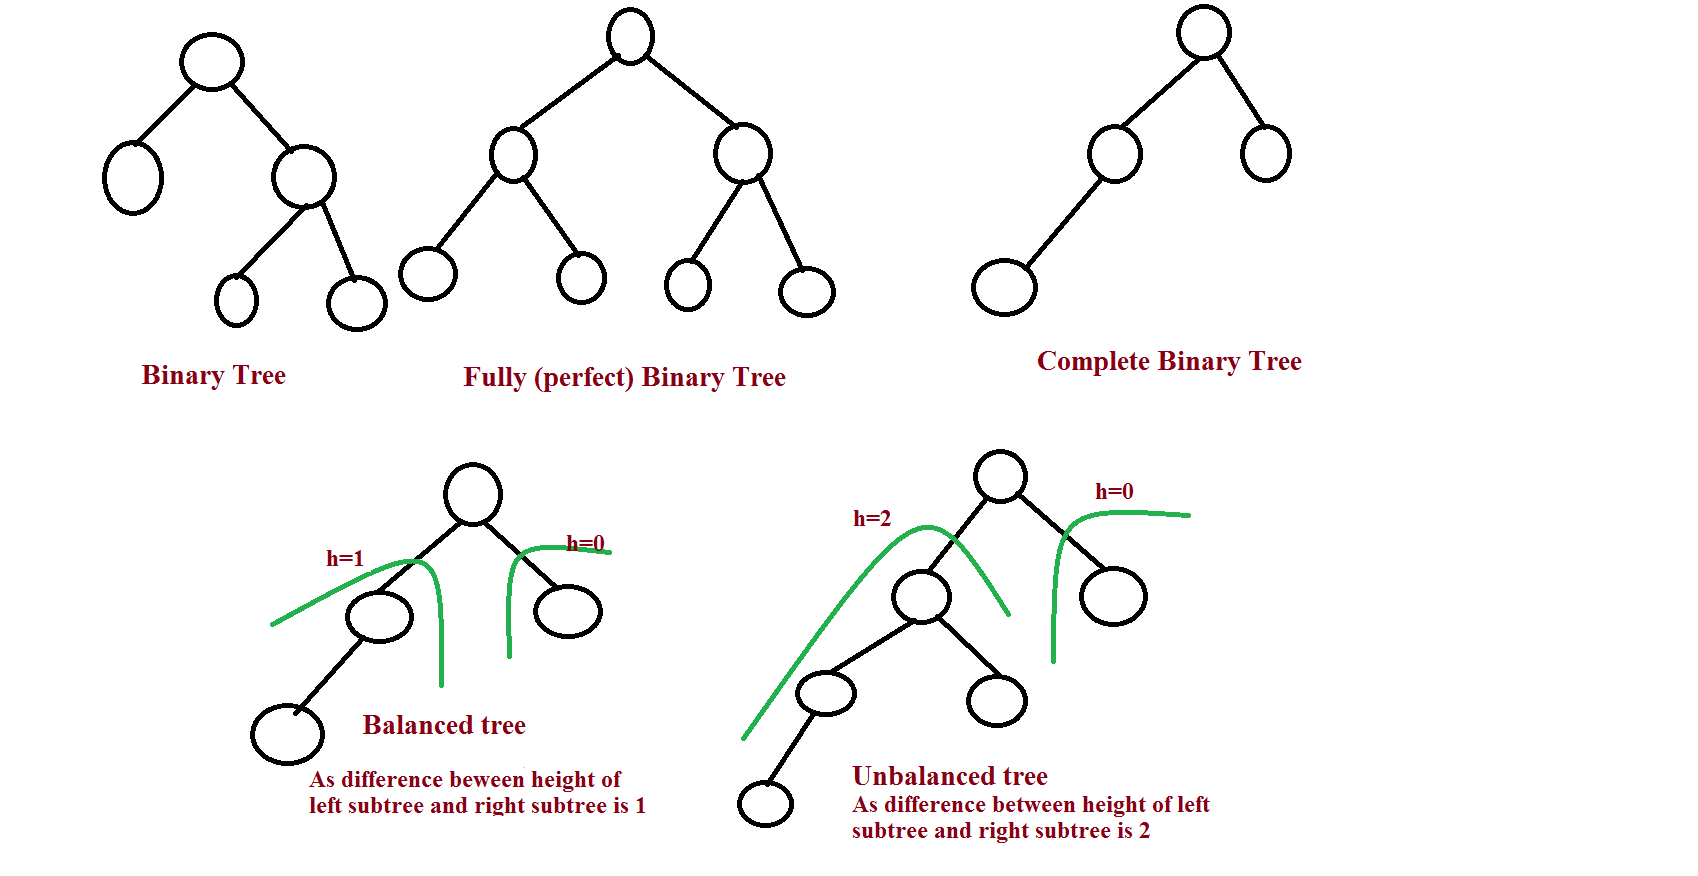 Binary Tree
Fully (perfect) Binary Tree
Complete Binary Tree
h=1
h=0
Balanced tree
As difference beween height of
left subtree and right subtree is 1
h=2
h=0
Unbalanced tree
As difference between height of left
subtree and right subtree is 2